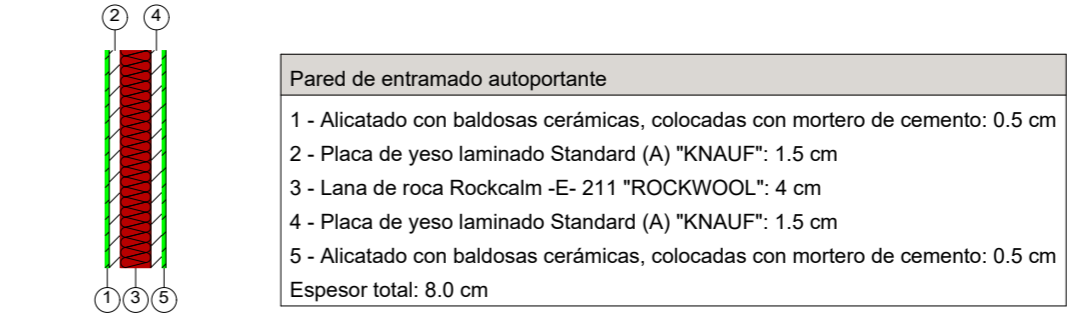 2 4
Pared de entramado autoportante
1 - Alicatado con baldosas cerámicas, colocadas con mortero de cemento: 0.5 cm
2 - Placa de yeso laminado Standard (A) "KNAUF": 1.5 cm
3 - Lana de roca Rockcalm -E- 211 "ROCKWOOL": 4 cm
4 - Placa de yeso laminado Standard (A) "KNAUF": 1.5 cm
5 - Alicatado con baldosas cerámicas, colocadas con mortero de cemento: 0.5 cm
Espesor total: 8.0 cm
1 3 5